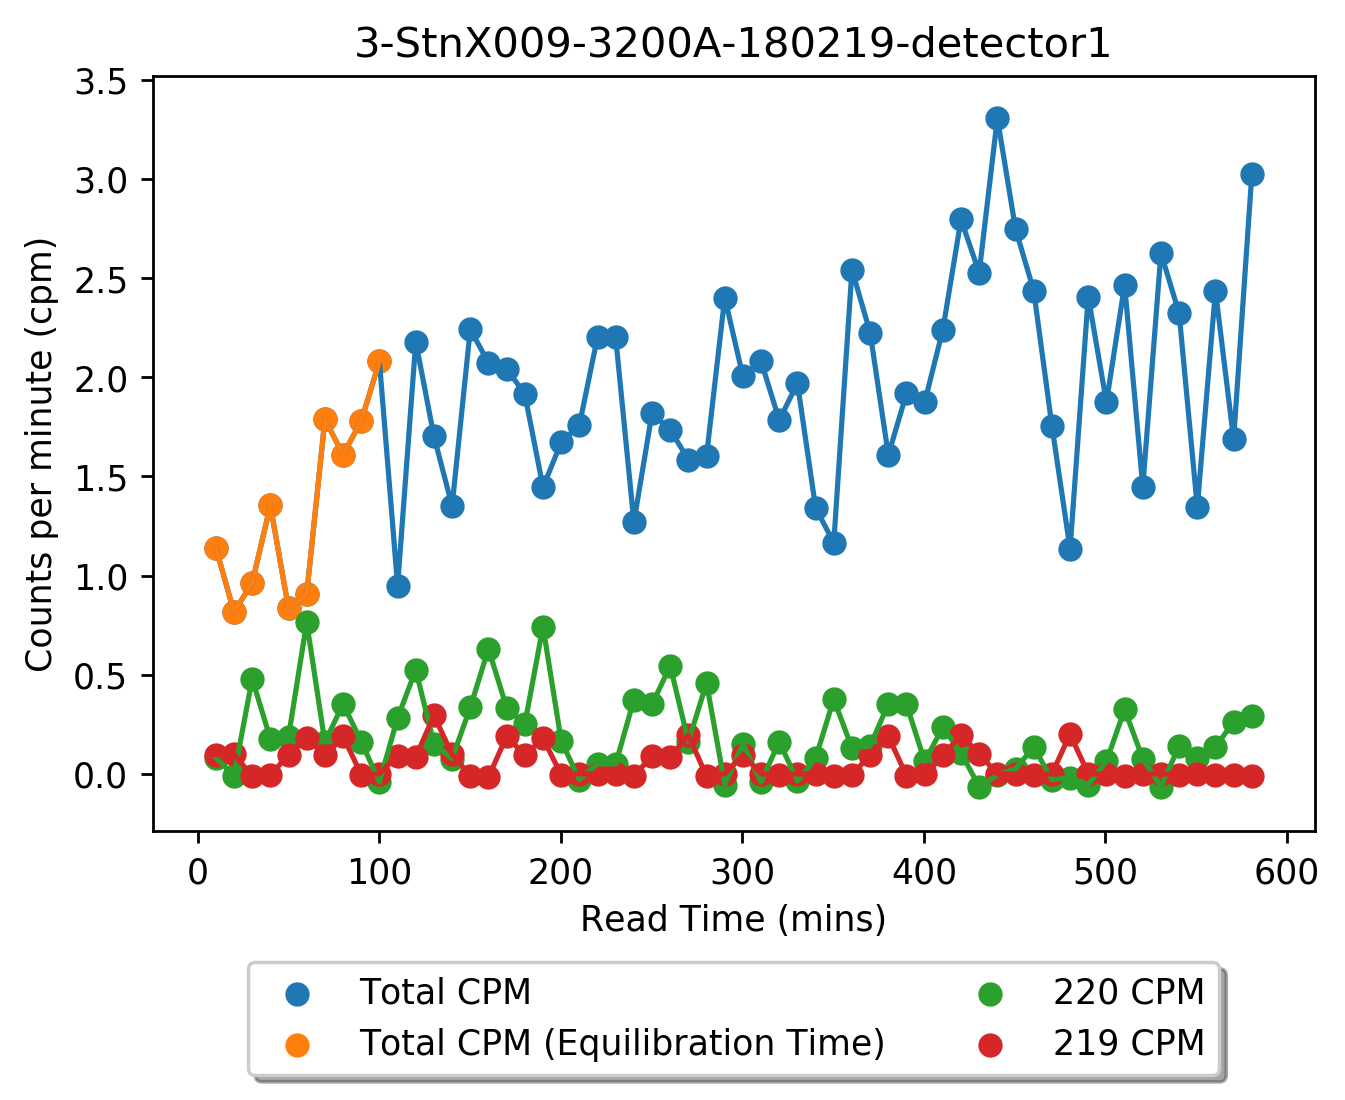 3-StnX009-3200A-180219-detector1
3.5
3.0
2.5
2.0
1.5
1.0
0.5
0.0
Counts per minute (cpm)
0 100 200 300 400 500 600
Read Time (mins)
Total CPM
Total CPM (Equilibration Time)
220 CPM
219 CPM